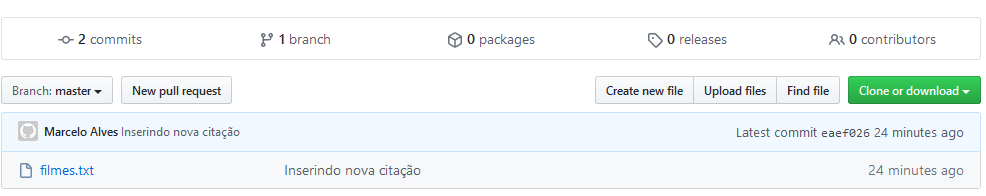 2 commits 1 branch 0 packages 0 releases 0 contributors
Branch: master New pull request Create new file Upload files Find file Clone or download
Marcelo Alves Inserindo nova citação Latest commit eaef026 24 minutes ago
filmes.txt Inserindo nova citação 24 minutes ago